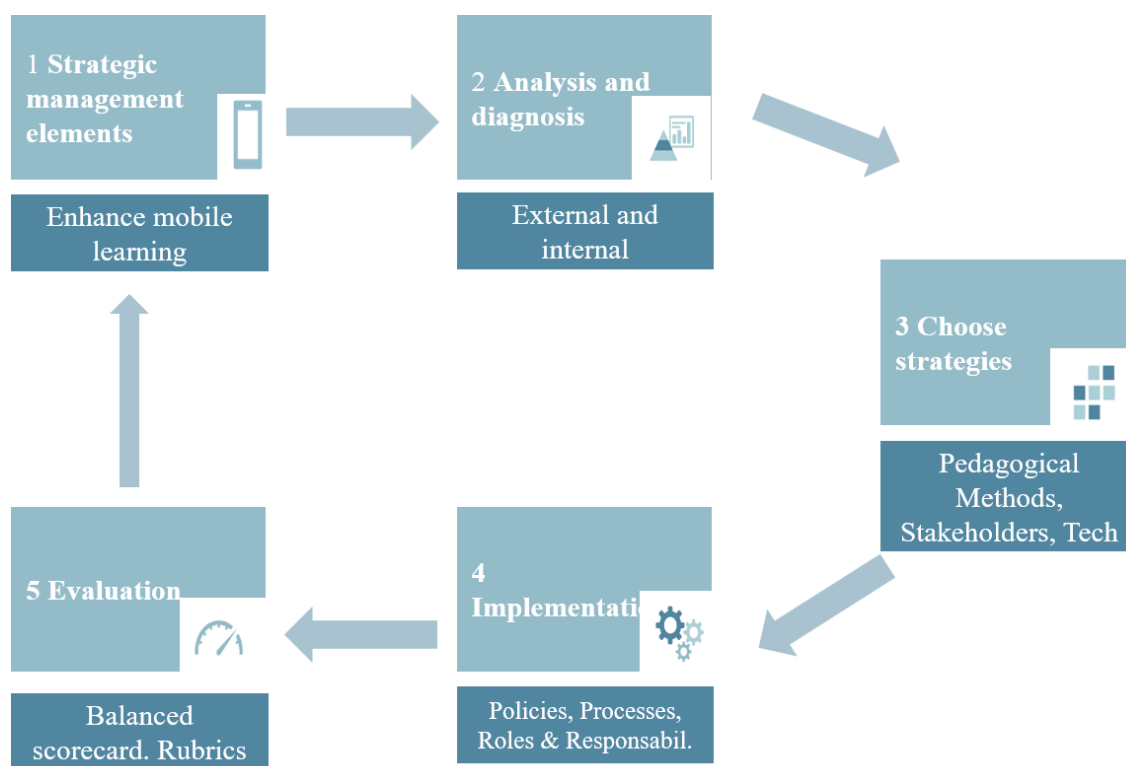 1 Strategic
management
elements
Enhance mobile
learning
2 Analysis and
diagnosis
External and
internal
3 Choose
strategies
Pedagogical
Methods,
Stakeholders, Tech
4
Implementati
Policies, Processes,
Roles & Responsabil.
5 Evaluation
Balanced
scorecard. Rubrics